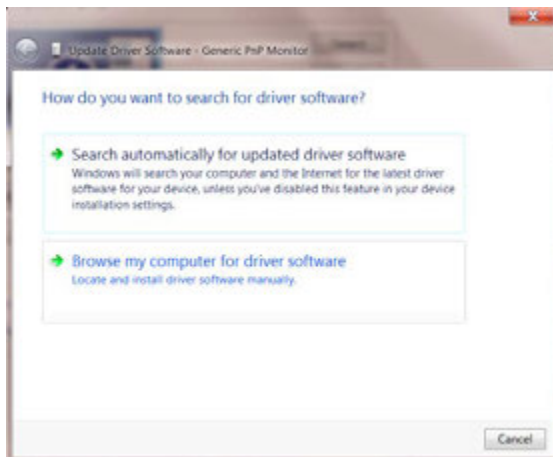 Update Driver Software - Generic PnP Monitor
How do you want to search for driver software?
Search automatically for updated driver software
Windows will search your computer and the Internet for the latest driver
software for your device, unless you've disabled this feature in your device
installation settings.
Browse my computer for driver software
Locate and install driver software manually.
Cancel